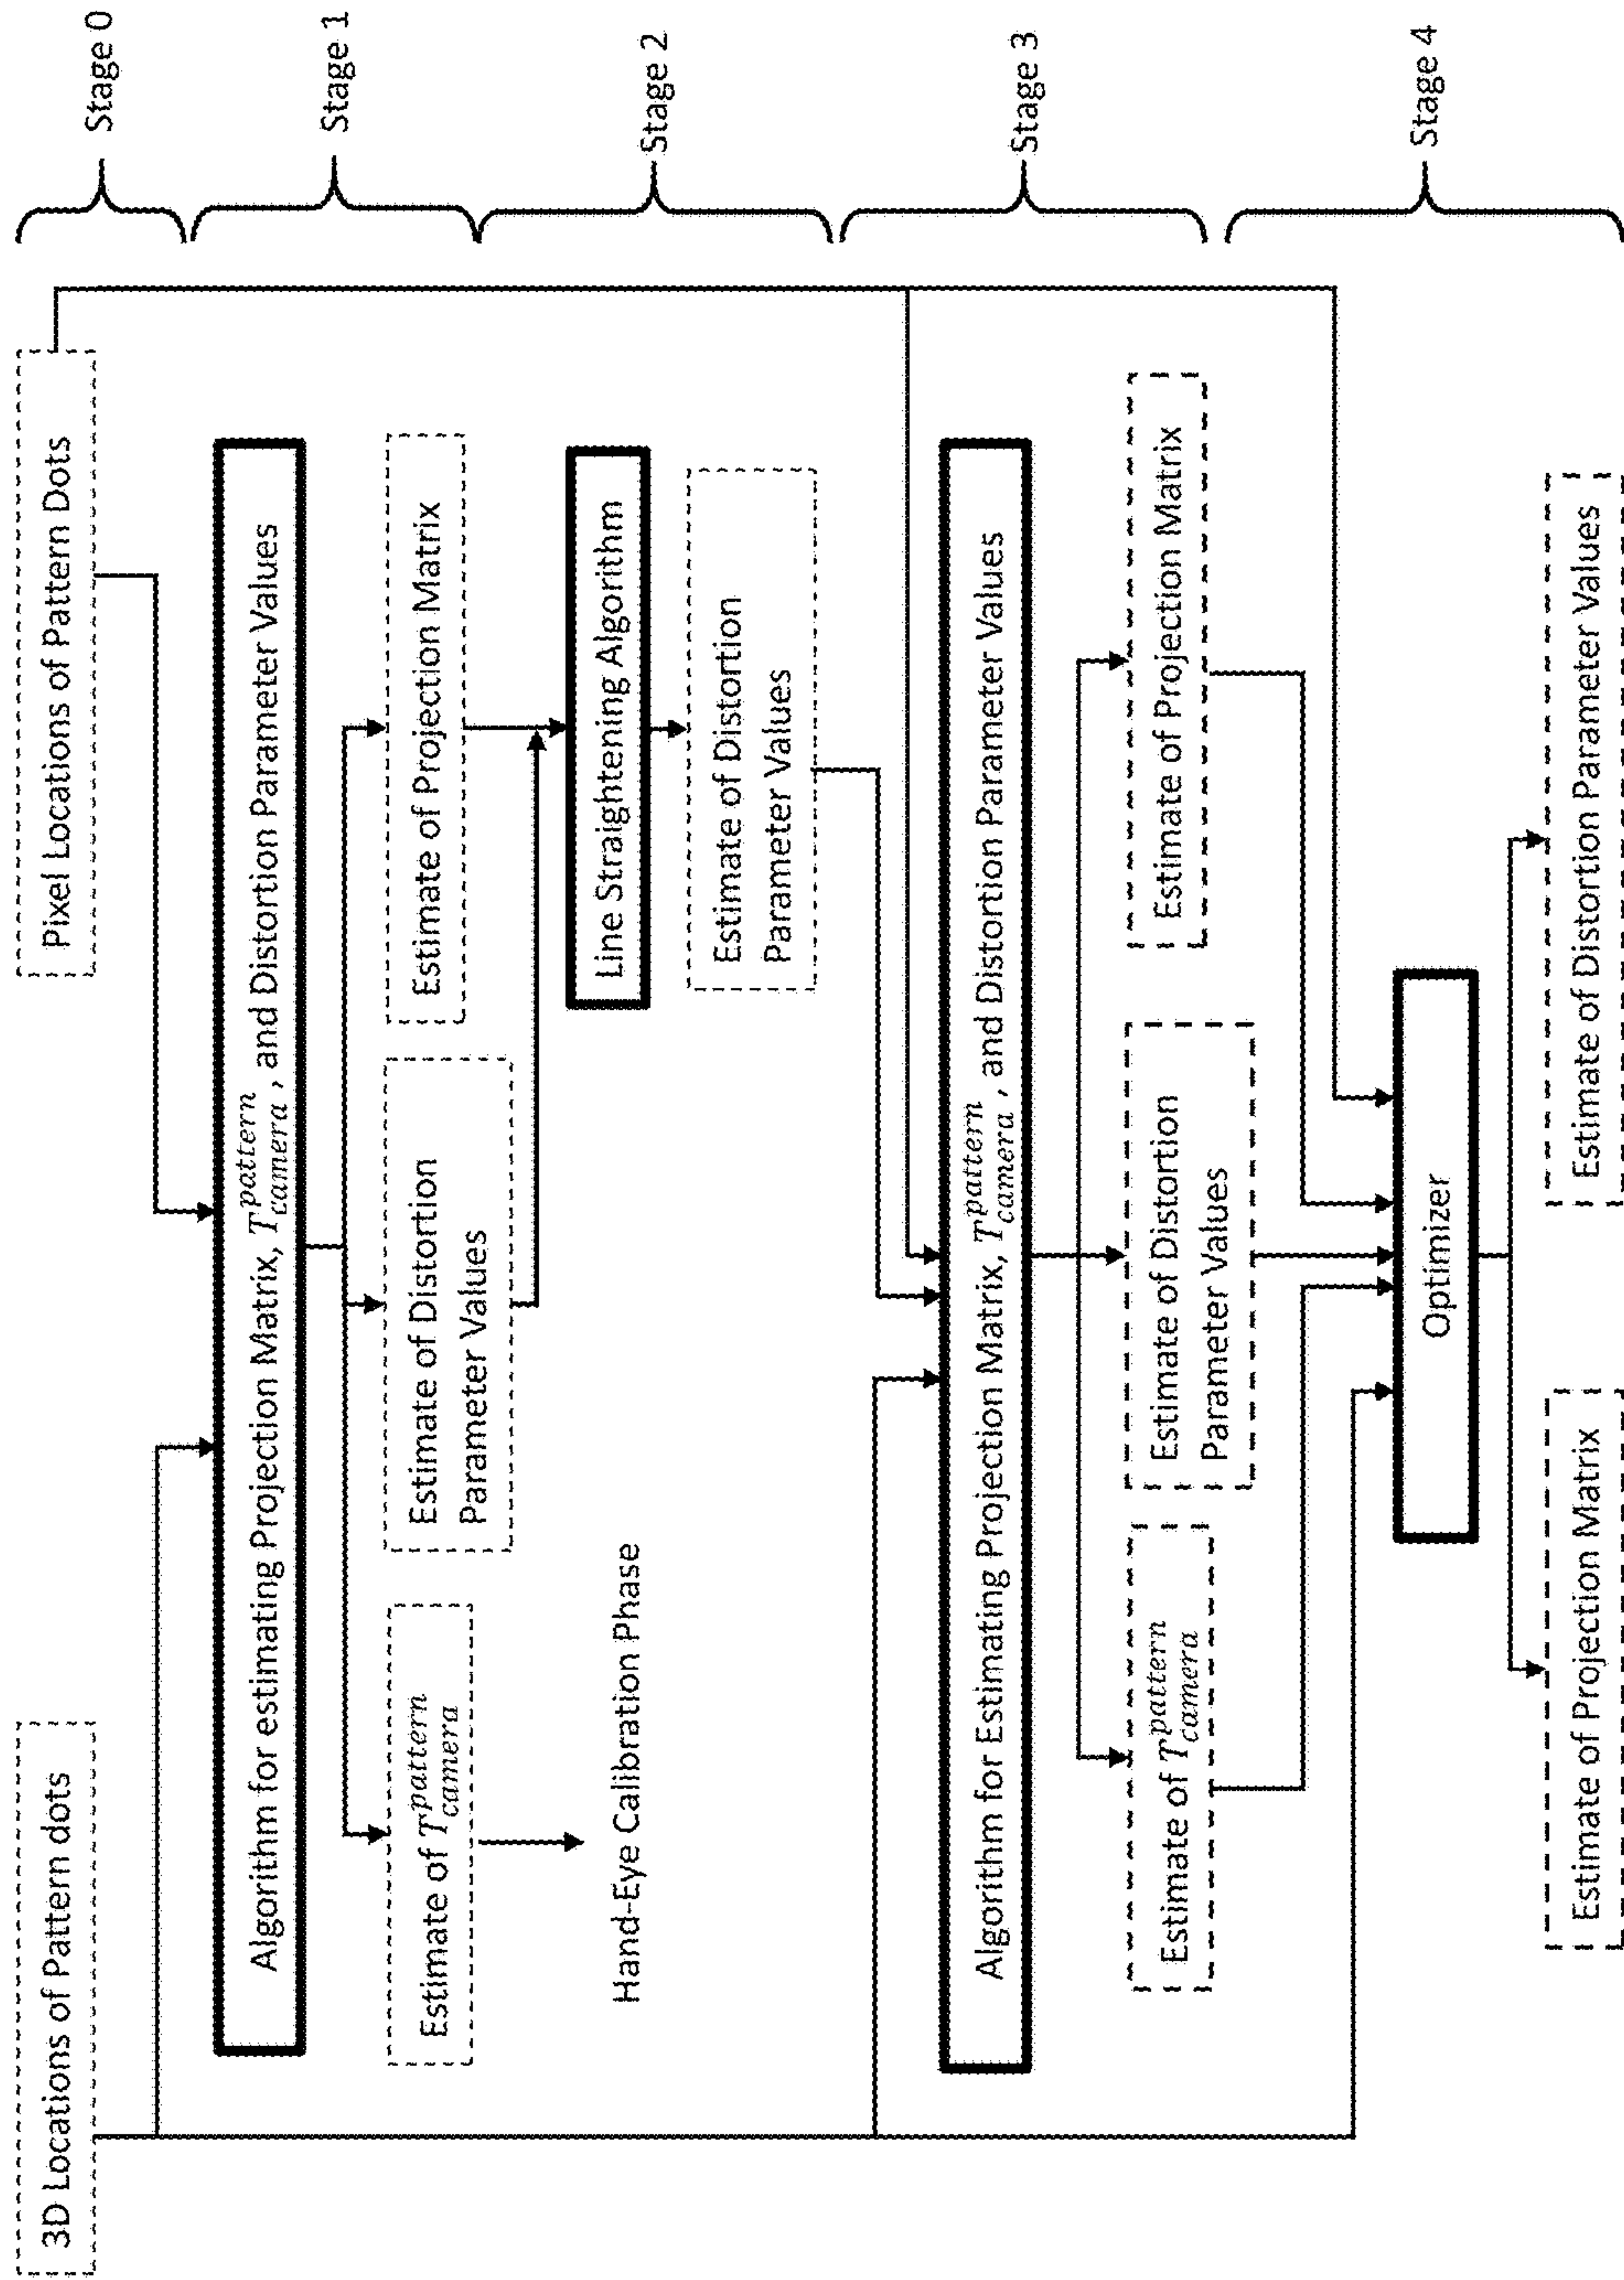 3D Locations of Pattern dots
Pixel Locations of Pattern Dots
Stage 0
Algorithm for estimating Projection Matrix, T^{pattern}_{camera}, and Distortion Parameter Values
Stage 1
Estimate of T^{pattern}_{camera}
Estimate of Distortion
Parameter Values
Estimate of Projection Matrix
Hand-Eye Calibration Phase
Line Straightening Algorithm
Stage 2
Estimate of Distortion
Parameter Values
Algorithm for Estimating Projection Matrix, T^{pattern}_{camera}, and Distortion Parameter Values
Stage 3
Estimate of T^{pattern}_{camera}
Estimate of Distortion
Parameter Values
Estimate of Projection Matrix
Optimizer
Stage 4
Estimate of Projection Matrix
Estimate of Distortion Parameter Values